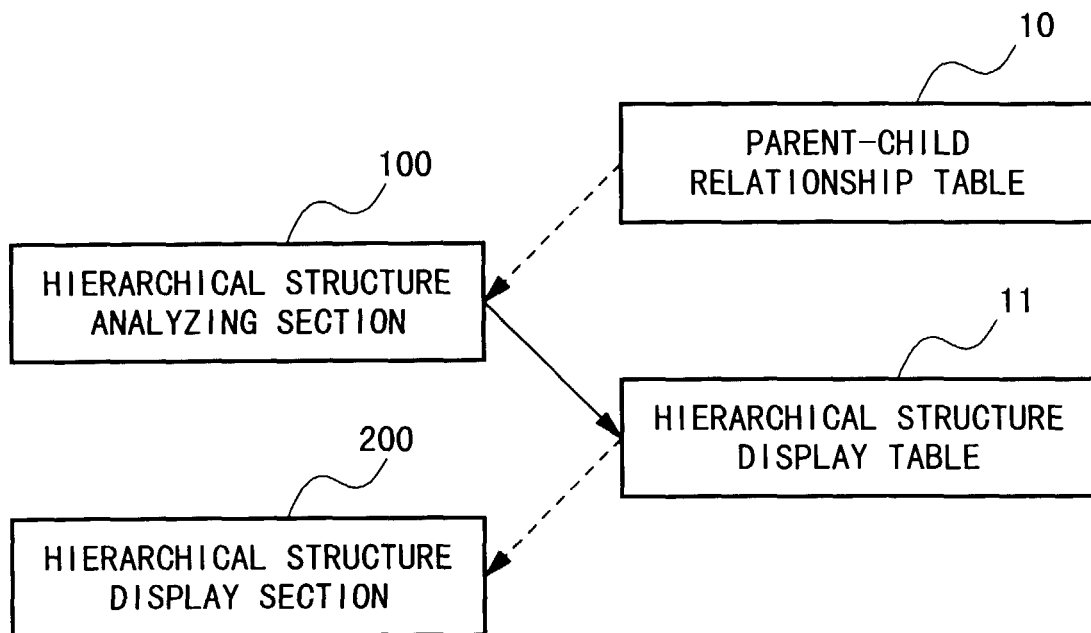 10
PARENT-CHILD
RELATIONSHIP TABLE
100
HIERARCHICAL STRUCTURE
ANALYZING SECTION
11
HIERARCHICAL STRUCTURE
DISPLAY TABLE
200
HIERARCHICAL STRUCTURE
DISPLAY SECTION